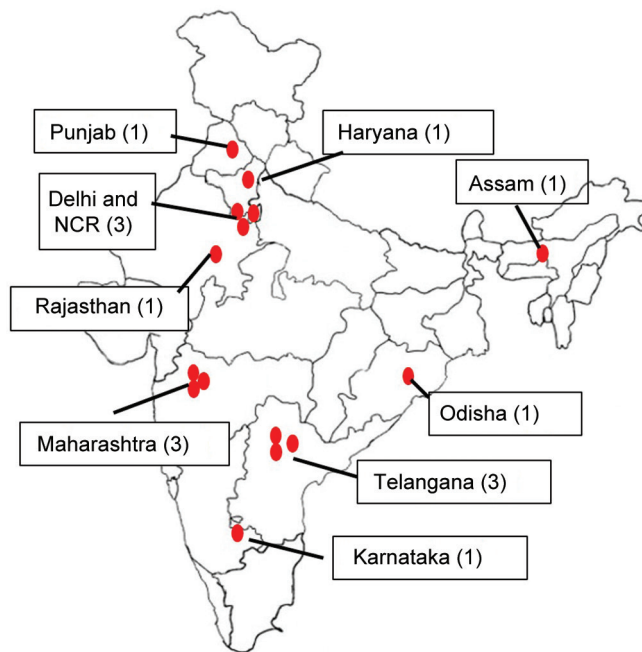 Punjab (1)
Haryana (1)
Assam (1)
Delhi and
NCR (3)
Rajasthan (1)
Odisha (1)
Maharashtra (3)
Telangana (3)
Karnataka (1)